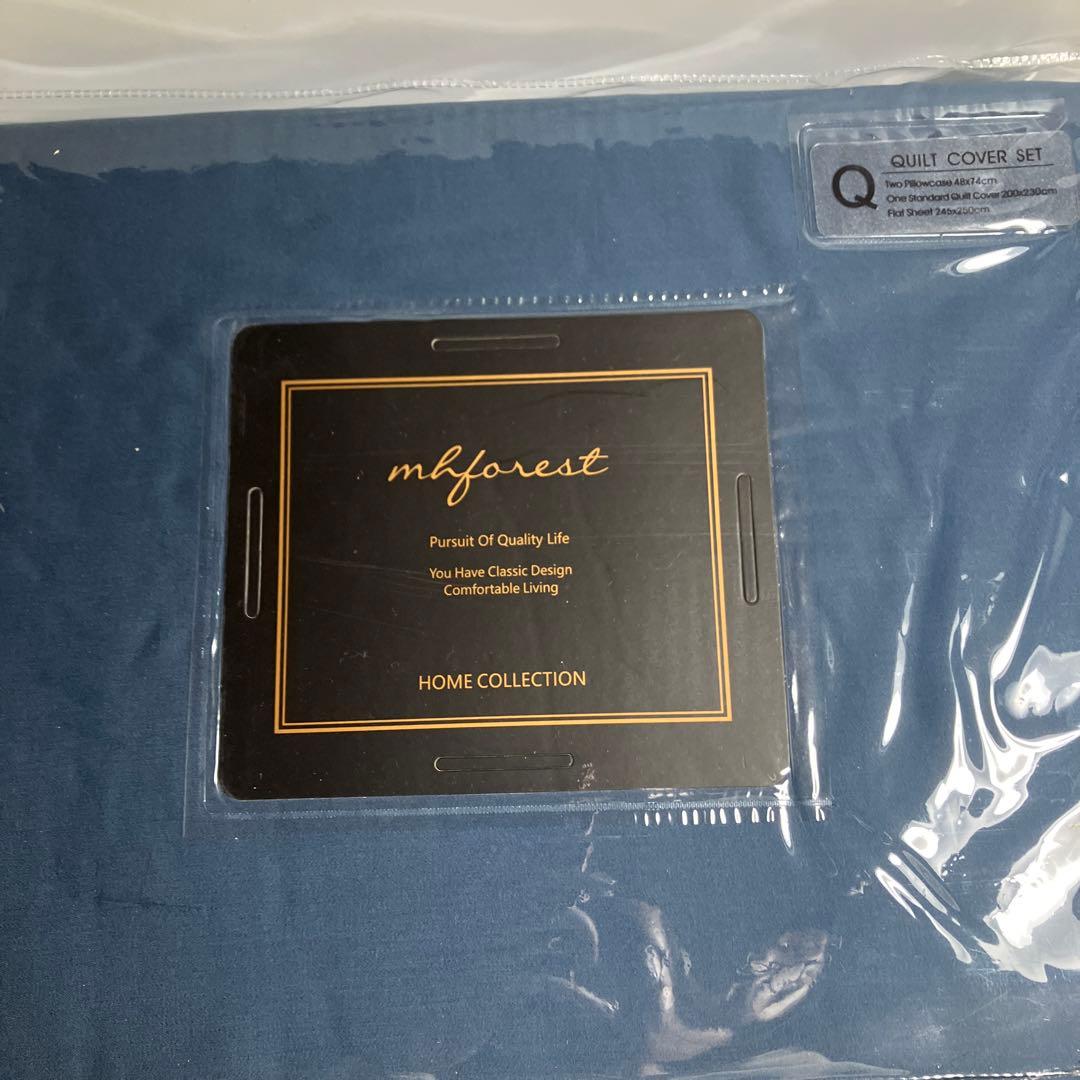 Q
QUILT COVER SET
Two Pillowcase 48x74cm
One Standard Quilt Cover 200x230cm
Flat Sheet 245x250cm
mhforest
Pursuit Of Quality Life
You Have Classic Design
Comfortable Living
HOME COLLECTION